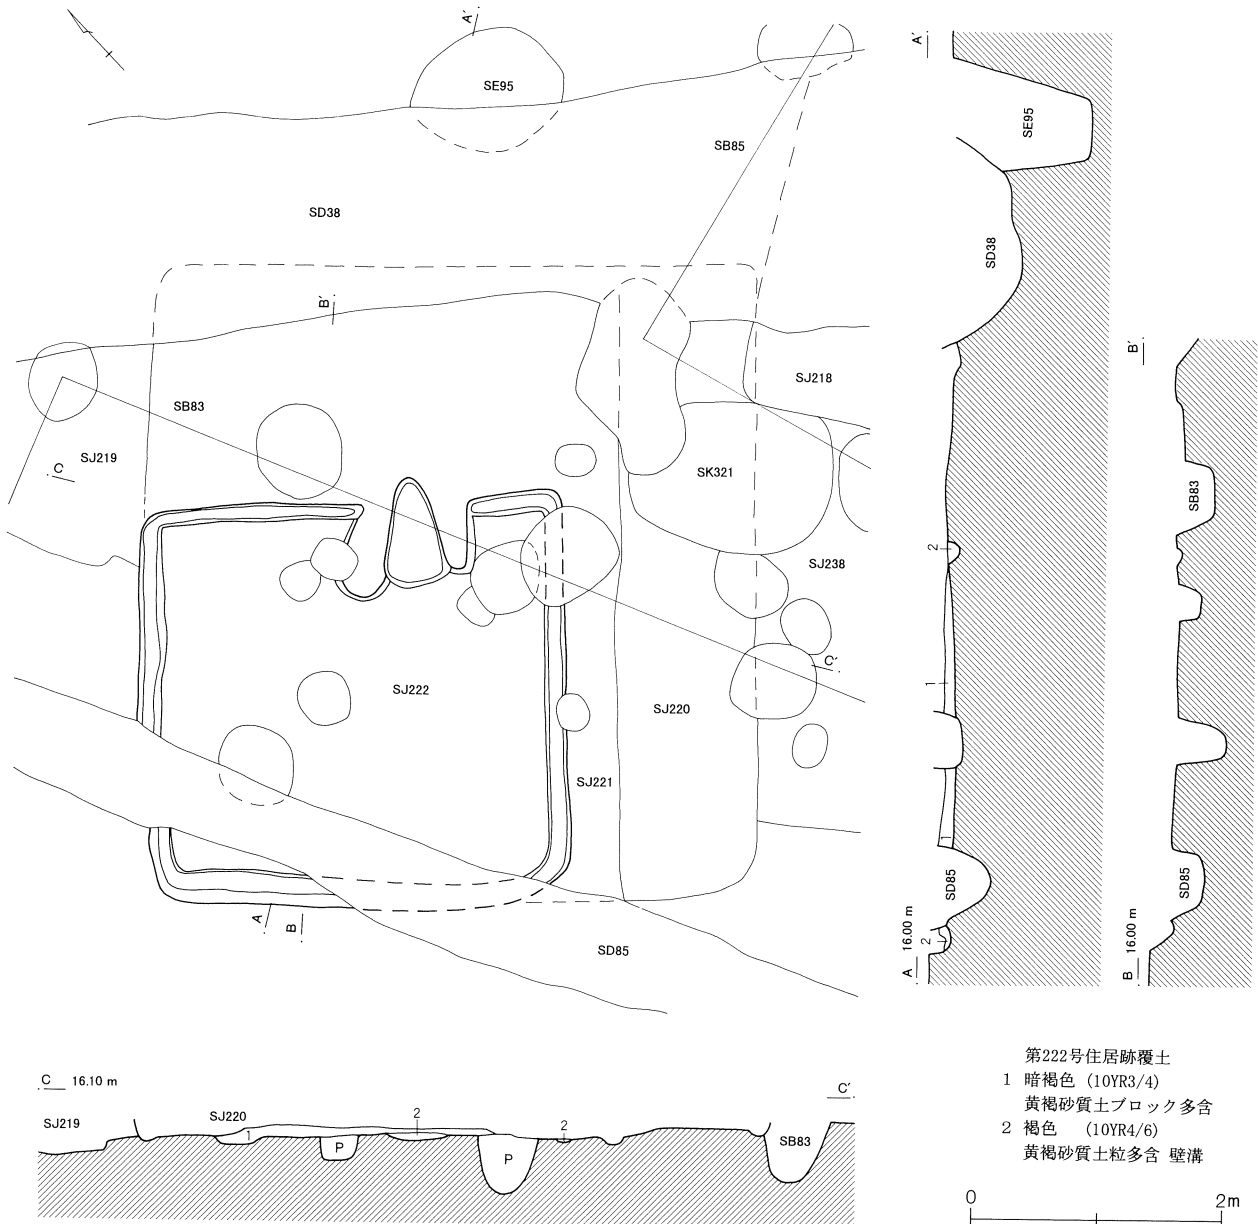 A'
SE95
SB85
SD38
B'
SJ218
SB83
SJ219
C
SK321
SJ238
C'
SJ222
SJ220
SJ221
A
B
SD85
A'
SE95
SD38
2
1
1
SD85
2
A 16.00 m
B'
SB83
SD85
B 16.00 m
C 16.10 m
C'
SJ219
SJ220
1
P
2
P
2
SB83
第222号住居跡覆土
1 暗褐色 (10YR3/4)
黄褐砂質土ブロック多含
2 褐色 (10YR4/6)
黄褐砂質土粒多含 壁溝
0 2m